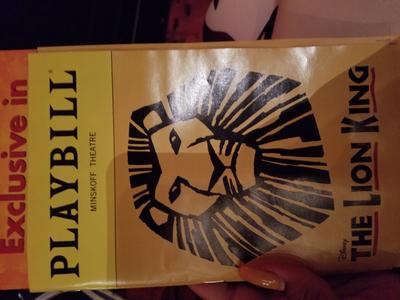 Exclusive in
PLAYBILL®
MINSKOFF THEATRE
Disney
THE LION KING